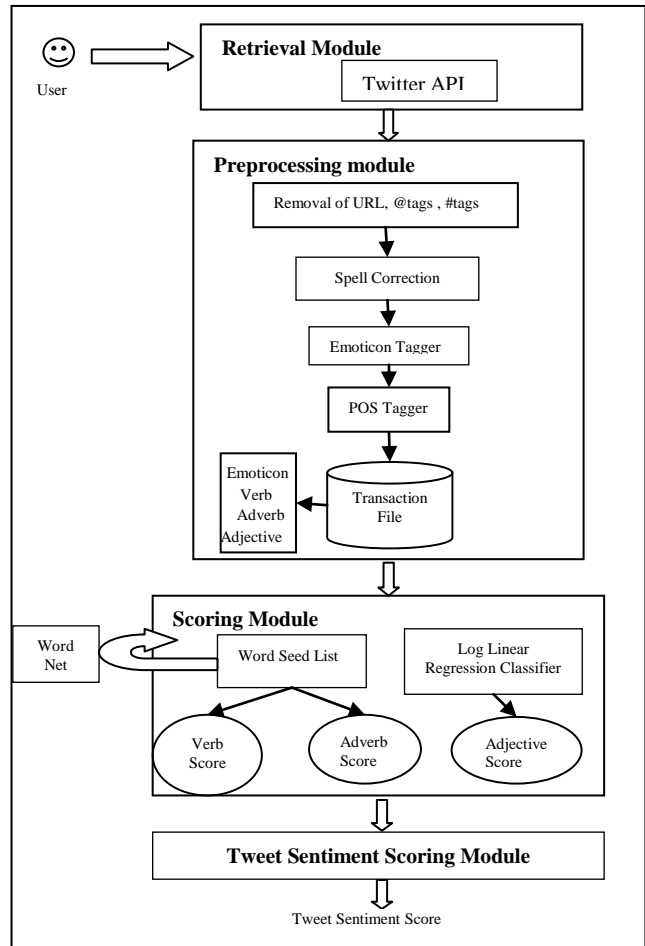 Retrieval Module
Twitter API
User
Preprocessing module
Removal of URL, @tags , #tags
Spell Correction
Emoticon Tagger
POS Tagger
Emoticon
Verb
Adverb
Adjective
Transaction
File
Scoring Module
Word
Net
Word Seed List
Log Linear
Regression Classifier
Verb
Score
Adverb
Score
Adjective
Score
Tweet Sentiment Scoring Module
Tweet Sentiment Score